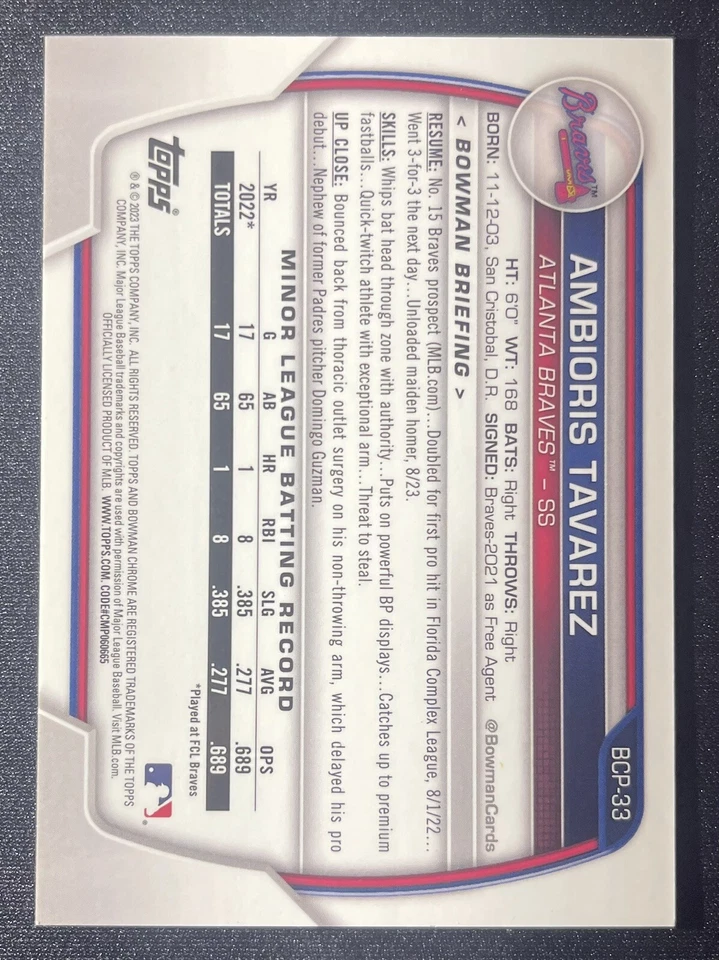 BCP-33
Braves™
AMBIORIS TAVAREZ
ATLANTA BRAVES™ – SS
HT: 6'0" WT: 168 BATS: Right THROWS: Right
BORN: 11-12-03, San Cristobal, D.R. SIGNED: Braves-2021 as Free Agent @BowmanCards
< BOWMAN BRIEFING >
RESUME: No. 15 Braves prospect (MLB.com)...Doubled for first pro hit in Florida Complex League, 8/1/22...
Went 3-for-3 the next day...Unloaded maiden homer, 8/23.
SKILLS: Whips bat head through zone with authority...Puts on powerful BP displays...Catches up to premium
fastballs...Quick-twitch athlete with exceptional arm...Threat to steal.
UP CLOSE: Bounced back from thoracic outlet surgery on his non-throwing arm, which delayed his pro
debut...Nephew of former Padres pitcher Domingo Guzman.
MINOR LEAGUE BATTING RECORD
YR G AB HR RBI SLG AVG OPS
2022* 17 65 1 8 .385 .277 .689
TOTALS 17 65 1 8 .385 .277 .689
*Played at FCL Braves
topps®
® & © 2023 THE TOPPS COMPANY, INC. ALL RIGHTS RESERVED. TOPPS AND BOWMAN CHROME ARE REGISTERED TRADEMARKS OF THE TOPPS
COMPANY, INC. Major League Baseball trademarks and copyrights are used with permission of Major League Baseball. Visit MLB.com.
OFFICIALLY LICENSED PRODUCT OF MLB. WWW.TOPPS.COM. CODE#CMP060665